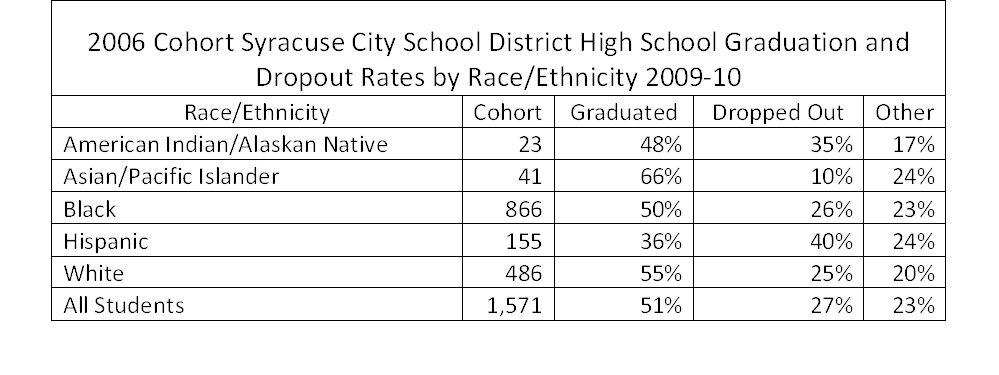 2006 Cohort Syracuse City School District High School Graduation and
Dropout Rates by Race/Ethnicity 2009-10
Race/Ethnicity Cohort Graduated Dropped Out Other
American Indian/Alaskan Native 23 48% 35% 17%
Asian/Pacific Islander 41 66% 10% 24%
Black 866 50% 26% 23%
Hispanic 155 36% 40% 24%
White 486 55% 25% 20%
All Students 1,571 51% 27% 23%